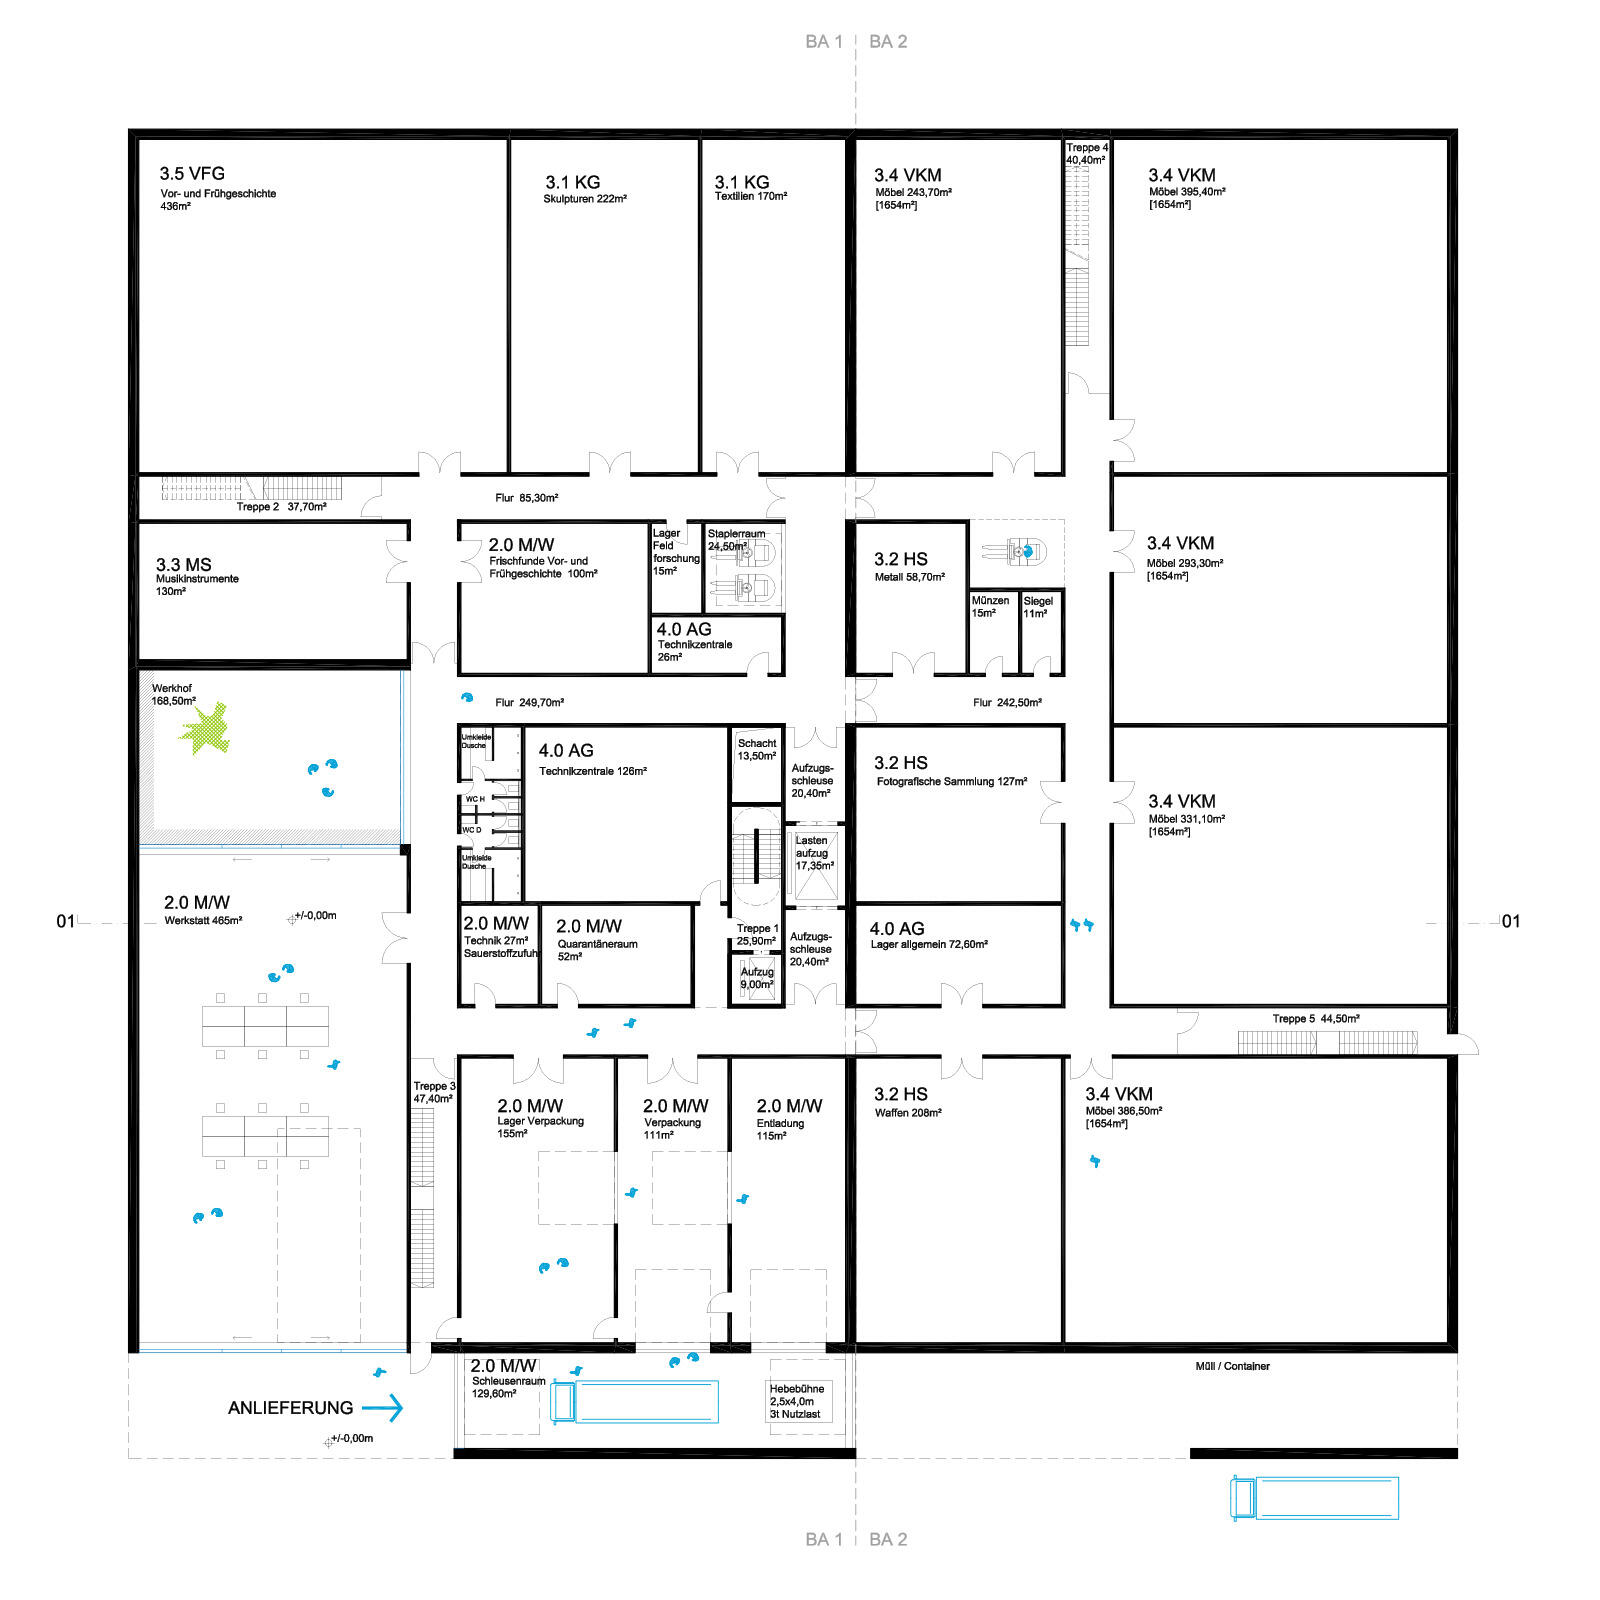 BA 1
BA 2
3.5 VFG
Vor- und Frühgeschichte
436m²
3.1 KG
Skulpturen 222m²
3.1 KG
Textilien 170m²
3.4 VKM
Möbel 243,70m²
[1654m²]
Treppe 4
40,40m²
3.4 VKM
Möbel 395,40m²
[1654m²]
Treppe 2 37,70m²
Flur 85,30m²
3.3 MS
Musikinstrumente
130m²
2.0 M/W
Frischfunde Vor- und
Frühgeschichte 100m²
Lager
Feld
forschung
15m²
Staplerraum
24,50m²
4.0 AG
Technikzentrale
26m²
3.2 HS
Metall 58,70m²
Münzen
15m²
Siegel
11m²
3.4 VKM
Möbel 293,30m²
[1654m²]
Werkhof
168,50m²
Flur 249,70m²
Flur 242,50m²
Umkleide
Dusche
WC H
WC D
Umkleide
Dusche
4.0 AG
Technikzentrale 126m²
Schacht
13,50m²
Aufzugs-
schleuse
20,40m²
Lasten
aufzug
17,35m²
3.2 HS
Fotografische Sammlung 127m²
3.4 VKM
Möbel 331,10m²
[1654m²]
01
2.0 M/W
Werkstatt 465m²
+/-0,00m
2.0 M/W
Technik 27m²
Sauerstoffzufuhr
2.0 M/W
Quarantäneraum
52m²
Treppe 1
25,90m²
Aufzug
9,00m²
Aufzugs-
schleuse
20,40m²
4.0 AG
Lager allgemein 72,60m²
01
Treppe 5 44,50m²
Treppe 3
47,40m²
2.0 M/W
Lager Verpackung
155m²
2.0 M/W
Verpackung
111m²
2.0 M/W
Entladung
115m²
3.2 HS
Waffen 208m²
3.4 VKM
Möbel 386,50m²
[1654m²]
2.0 M/W
Schleusenraum
129,60m²
Hebebühne
2,5x4,0m
3t Nutzlast
Müll / Container
ANLIEFERUNG
+/-0,00m
BA 1
BA 2